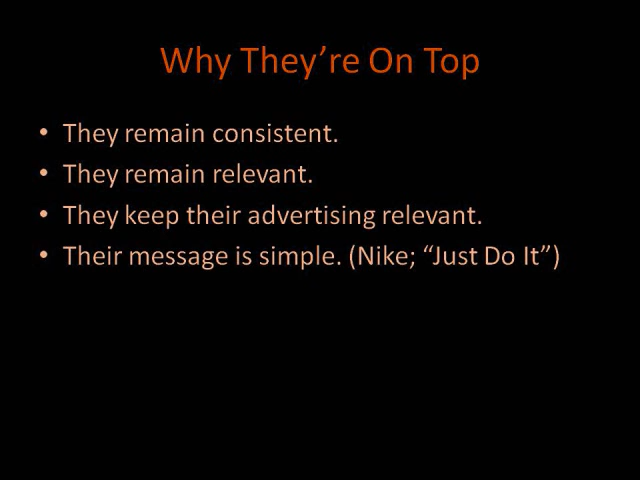 Why They’re On Top
• They remain consistent.
• They remain relevant.
• They keep their advertising relevant.
• Their message is simple. (Nike; “Just Do It”)